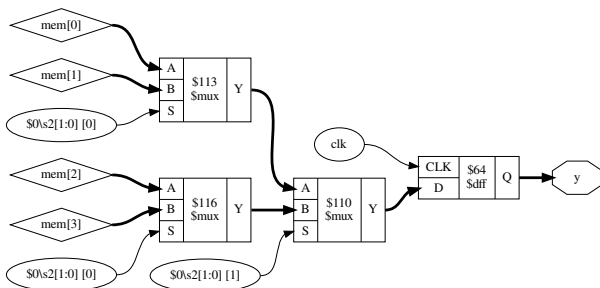 mem[0]
mem[1]
$0\s2[1:0] [0]
A
B
S
$113
$mux
Y
mem[2]
mem[3]
$0\s2[1:0] [0]
A
B
S
$116
$mux
Y
$0\s2[1:0] [1]
A
B
S
$110
$mux
Y
clk
CLK
D
$64
$dff
Q
y